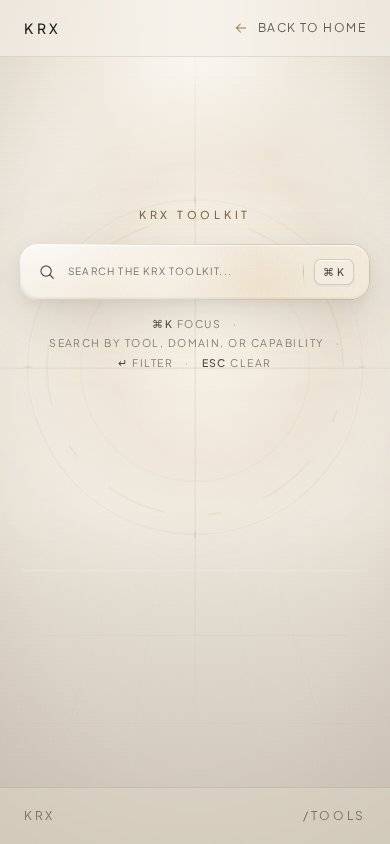 KRX
← BACK TO HOME
KRX TOOLKIT
SEARCH THE KRX TOOLKIT...
⌘ K
⌘K FOCUS ·
SEARCH BY TOOL, DOMAIN, OR CAPABILITY ·
↵ FILTER · ESC CLEAR
KRX
/TOOLS